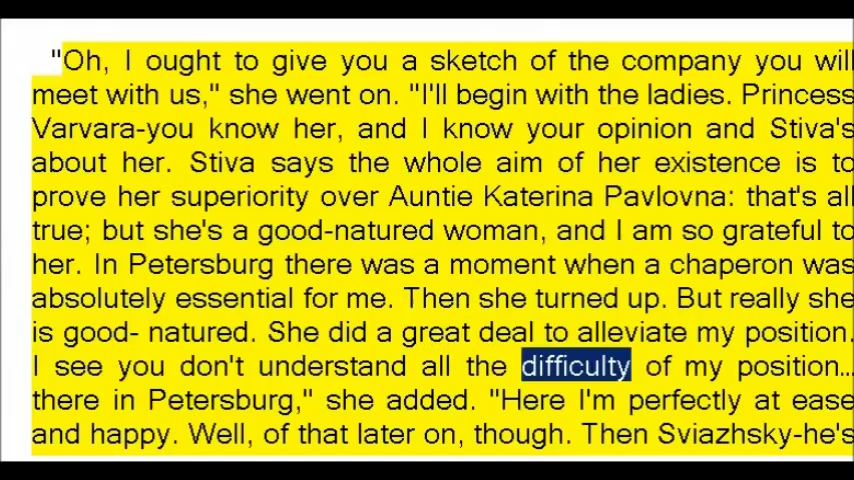 "Oh, I ought to give you a sketch of the company you will
meet with us," she went on. "I'll begin with the ladies. Princess
Varvara-you know her, and I know your opinion and Stiva's
about her. Stiva says the whole aim of her existence is to
prove her superiority over Auntie Katerina Pavlovna: that's all
true; but she's a good-natured woman, and I am so grateful to
her. In Petersburg there was a moment when a chaperon was
absolutely essential for me. Then she turned up. But really she
is good- natured. She did a great deal to alleviate my position.
I see you don't understand all the difficulty of my position...
there in Petersburg," she added. "Here I'm perfectly at ease
and happy. Well, of that later on, though. Then Sviazhsky-he's